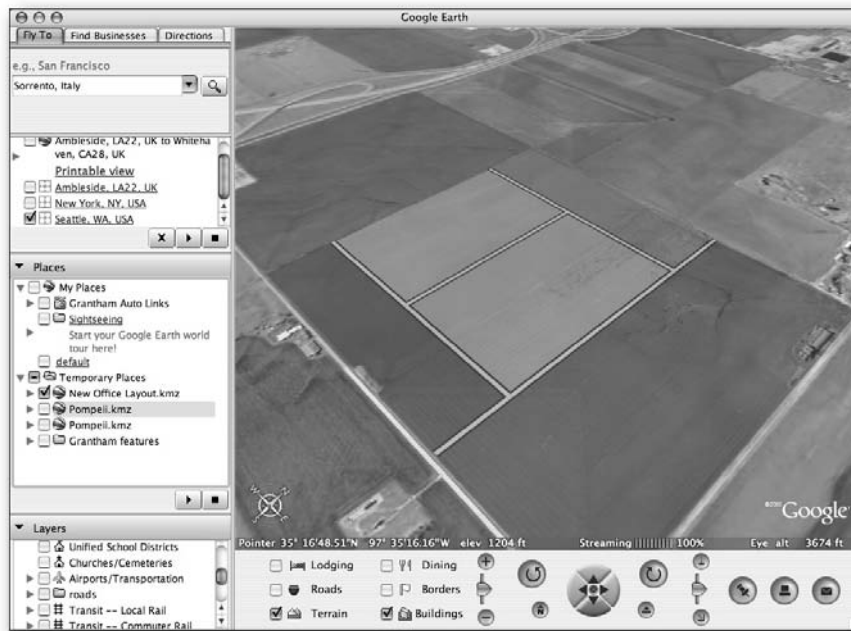 Google Earth
Fly To
Find Businesses
Directions
e.g., San Francisco
Sorrento, Italy
Ambleside, LA22, UK to Whiteha
ven, CA28, UK
Printable view
Ambleside, LA22, UK
New York, NY, USA
Seattle, WA, USA
Places
My Places
Grantham Auto Links
Sightseeing
Start your Google Earth world
tour here!
default
Temporary Places
New Office Layout.kmz
Pompeii.kmz
Pompeii.kmz
Grantham features
Layers
Unified School Districts
Churches/Cemeteries
Airports/Transportation
roads
Transit -- Local Rail
Transit -- Commuter Rail
Google
Pointer 35° 16'48.51"N 97° 35'16.16"W elev 1204 ft Streaming 100% Eye alt 3674 ft
Lodging
Dining
Roads
Borders
Terrain
Buildings